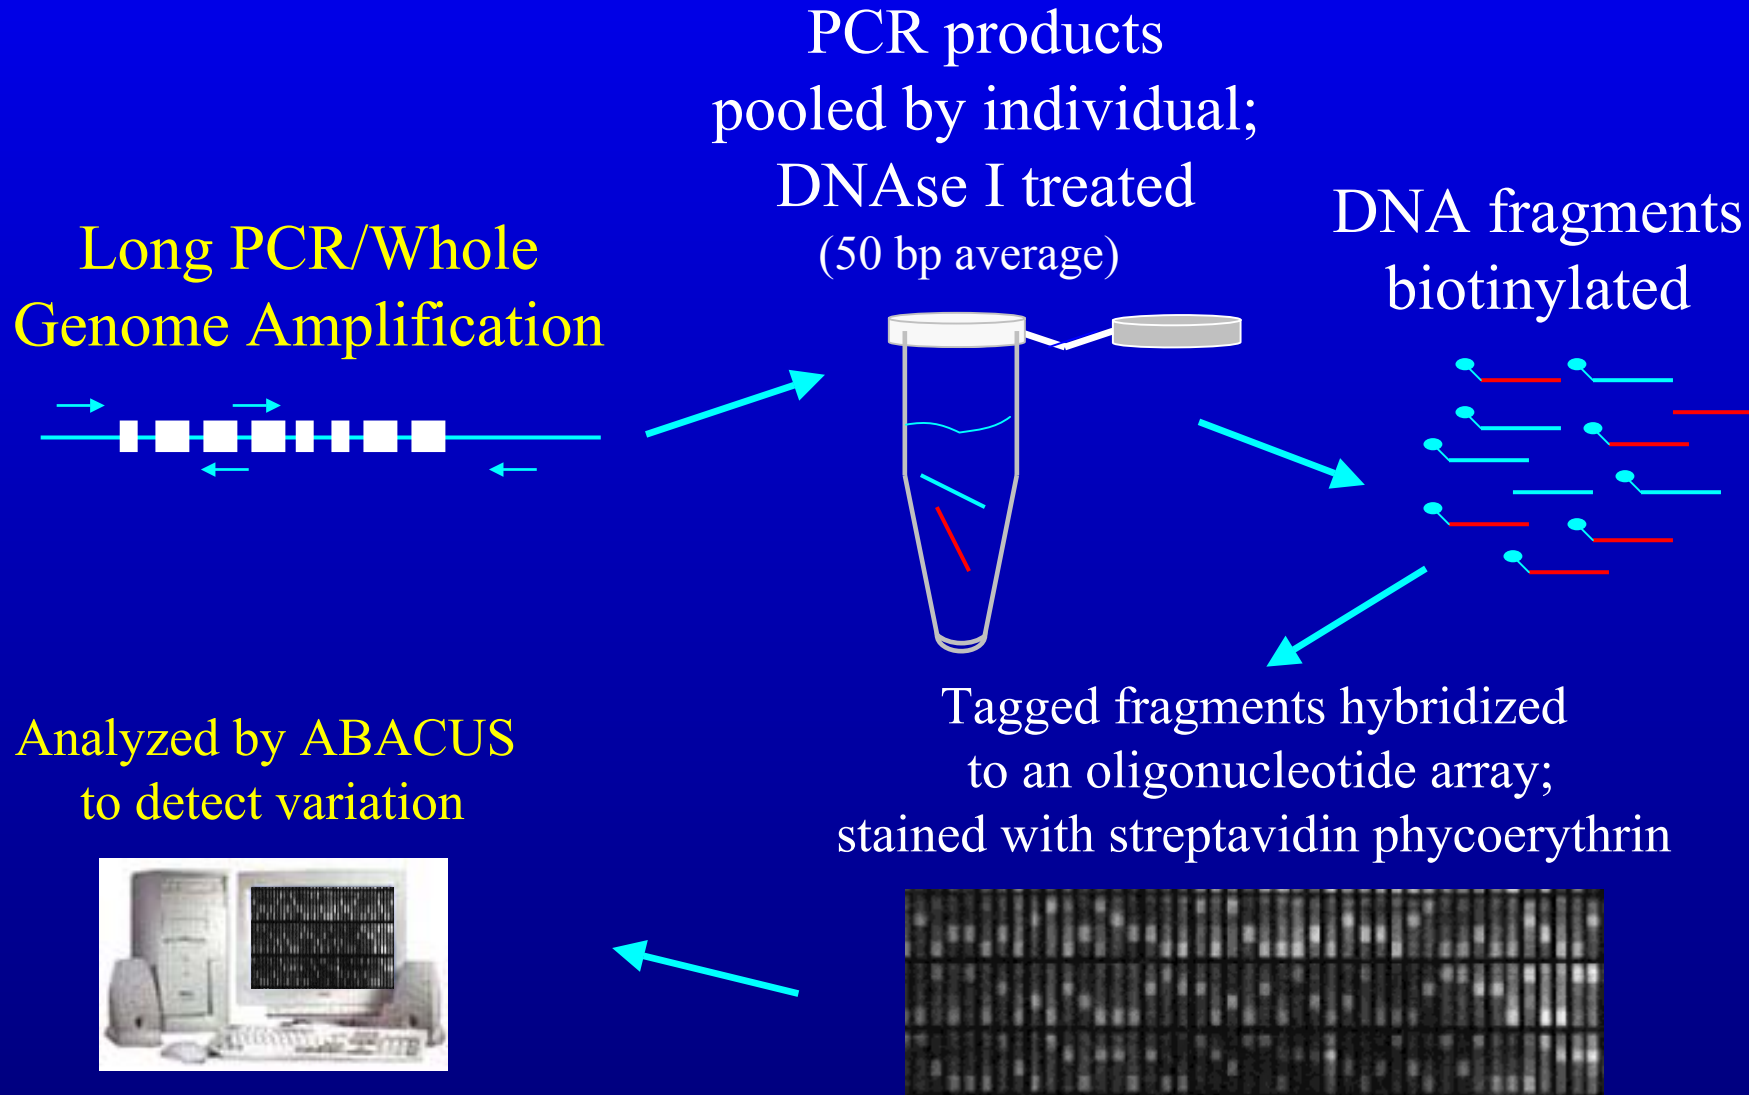 Long PCR/Whole
Genome Amplification
PCR products
pooled by individual;
DNAse I treated
(50 bp average)
DNA fragments
biotinylated
Tagged fragments hybridized
to an oligonucleotide array;
stained with streptavidin phycoerythrin
Analyzed by ABACUS
to detect variation